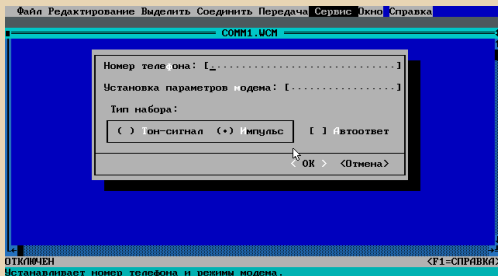 Файл Редактирование Выделить Соединить Передача Сервис Окно Справка
COMM1.WCM
Номер телефона: [_..............................]
Установка параметров модема: [..................]
Тип набора:
( ) Тон-сигнал (•) Импульс [ ] Автоответ
< OK > <Отмена>
ОТКЛЮЧЕН <F1=СПРАВКА>
Устанавливает номер телефона и режимы модема.